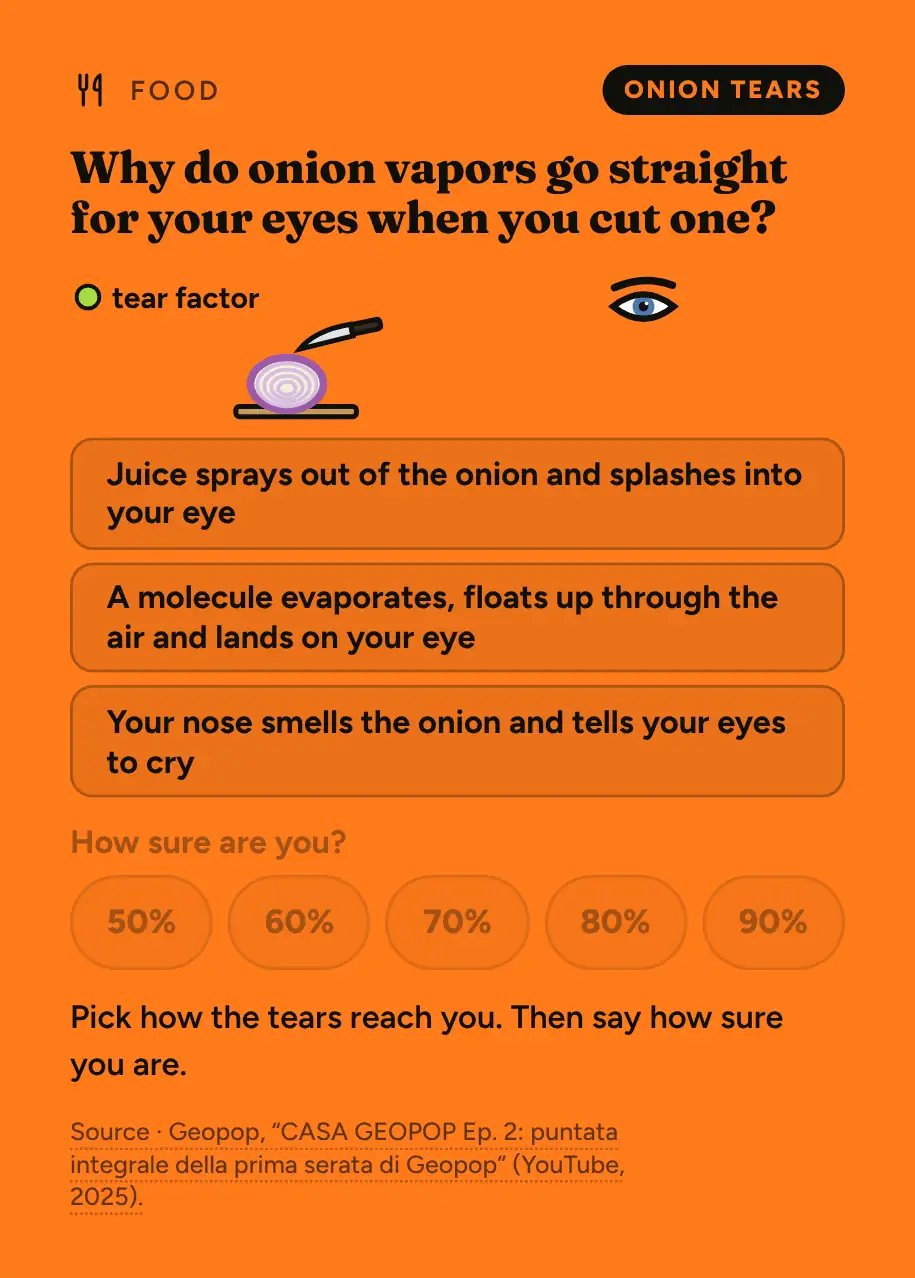 FOOD
ONION TEARS
Why do onion vapors go straight
for your eyes when you cut one?
tear factor
Juice sprays out of the onion and splashes into
your eye
A molecule evaporates, floats up through the
air and lands on your eye
Your nose smells the onion and tells your eyes
to cry
How sure are you?
50% 60% 70% 80% 90%
Pick how the tears reach you. Then say how sure
you are.
Source · Geopop, “CASA GEOPOP Ep. 2: puntata
integrale della prima serata di Geopop” (YouTube,
2025).